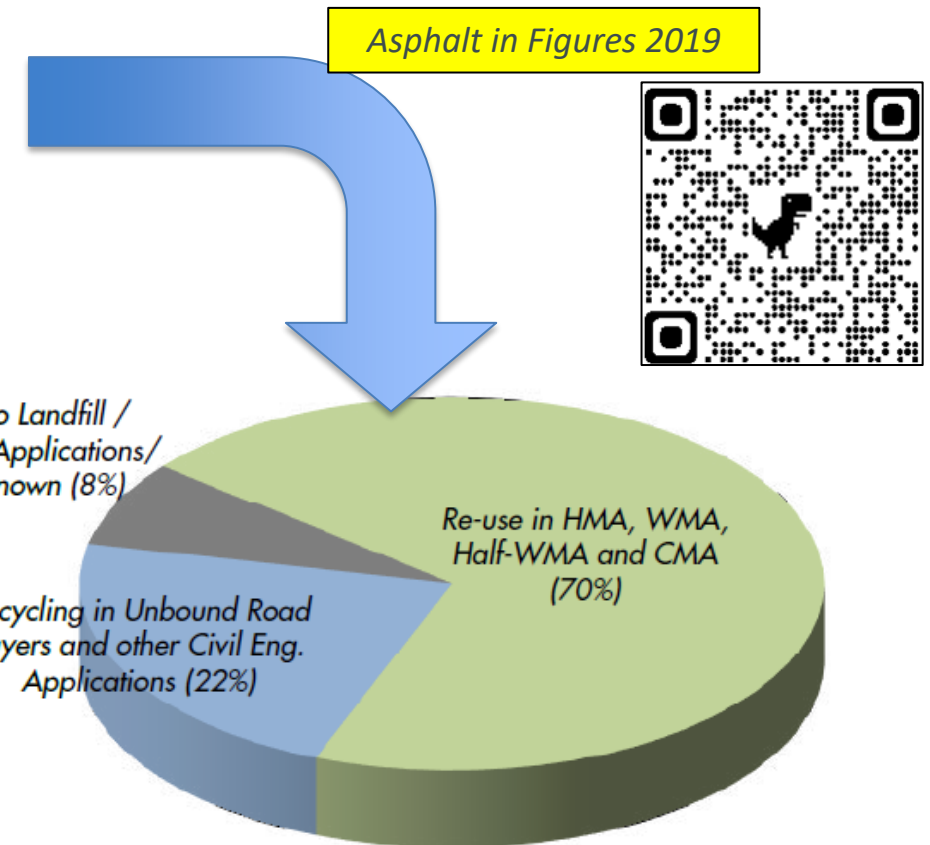 Asphalt in Figures 2019
o Landfill /
Applications/
nown (8%)
Re-use in HMA, WMA,
Half-WMA and CMA
(70%)
cycling in Unbound Road
yers and other Civil Eng.
Applications (22%)